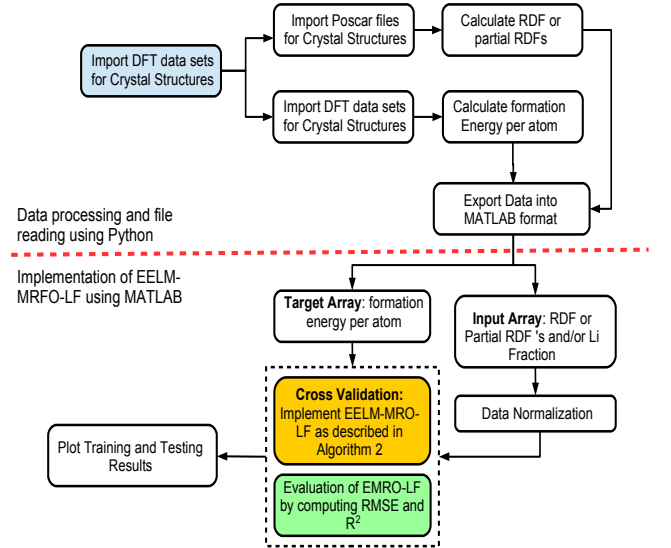 Import DFT data sets
for Crystal Structures
Import Poscar files
for Crystal Structures
Calculate RDF or
partial RDFs
Import DFT data sets
for Crystal Structures
Calculate formation
Energy per atom
Export Data into
MATLAB format
Data processing and file
reading using Python
Implementation of EELM-
MRFO-LF using MATLAB
Target Array: formation
energy per atom
Input Array: RDF or
Partial RDF 's and/or Li
Fraction
Cross Validation:
Implement EELM-MRO-
LF as described in
Algorithm 2
Data Normalization
Plot Training and Testing
Results
Evaluation of EMRO-LF
by computing RMSE and
R²